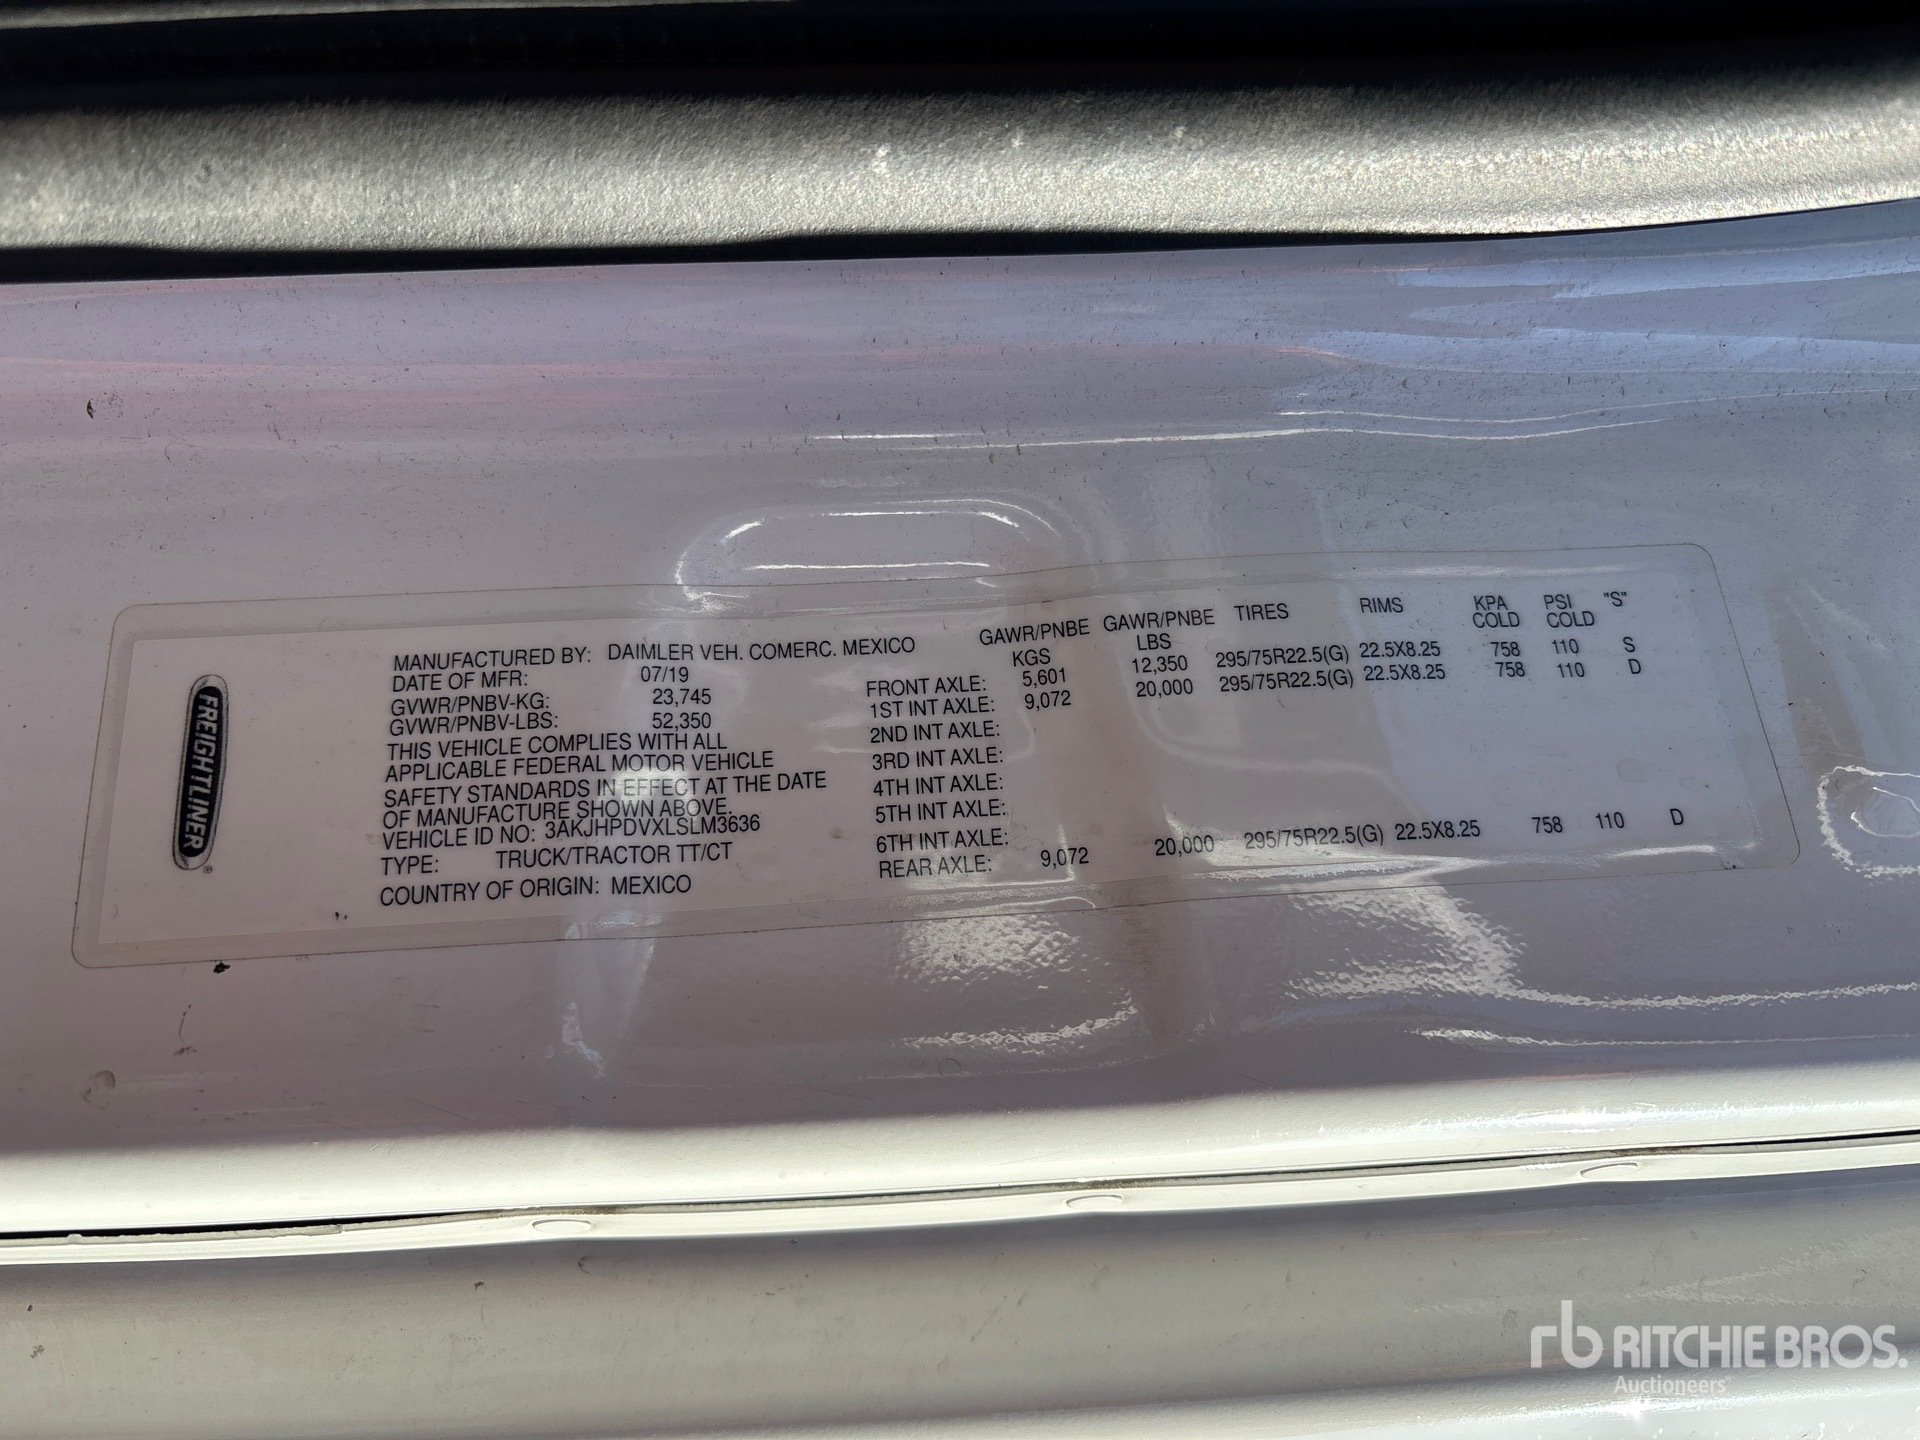 FREIGHTLINER®
MANUFACTURED BY: DAIMLER VEH. COMERC. MEXICO
DATE OF MFR: 07/19
GVWR/PNBV-KG: 23,745
GVWR/PNBV-LBS: 52,350
THIS VEHICLE COMPLIES WITH ALL
APPLICABLE FEDERAL MOTOR VEHICLE
SAFETY STANDARDS IN EFFECT AT THE DATE
OF MANUFACTURE SHOWN ABOVE.
VEHICLE ID NO: 3AKJHPDVXLSLM3636
TYPE: TRUCK/TRACTOR TT/CT
COUNTRY OF ORIGIN: MEXICO
GAWR/PNBE GAWR/PNBE TIRES RIMS KPA PSI "S"
KGS LBS COLD COLD
FRONT AXLE: 5,601 12,350 295/75R22.5(G) 22.5X8.25 758 110 S
1ST INT AXLE: 9,072 20,000 295/75R22.5(G) 22.5X8.25 758 110 D
2ND INT AXLE:
3RD INT AXLE:
4TH INT AXLE:
5TH INT AXLE:
6TH INT AXLE:
REAR AXLE: 9,072 20,000 295/75R22.5(G) 22.5X8.25 758 110 D
rb RITCHIE BROS.
Auctioneers